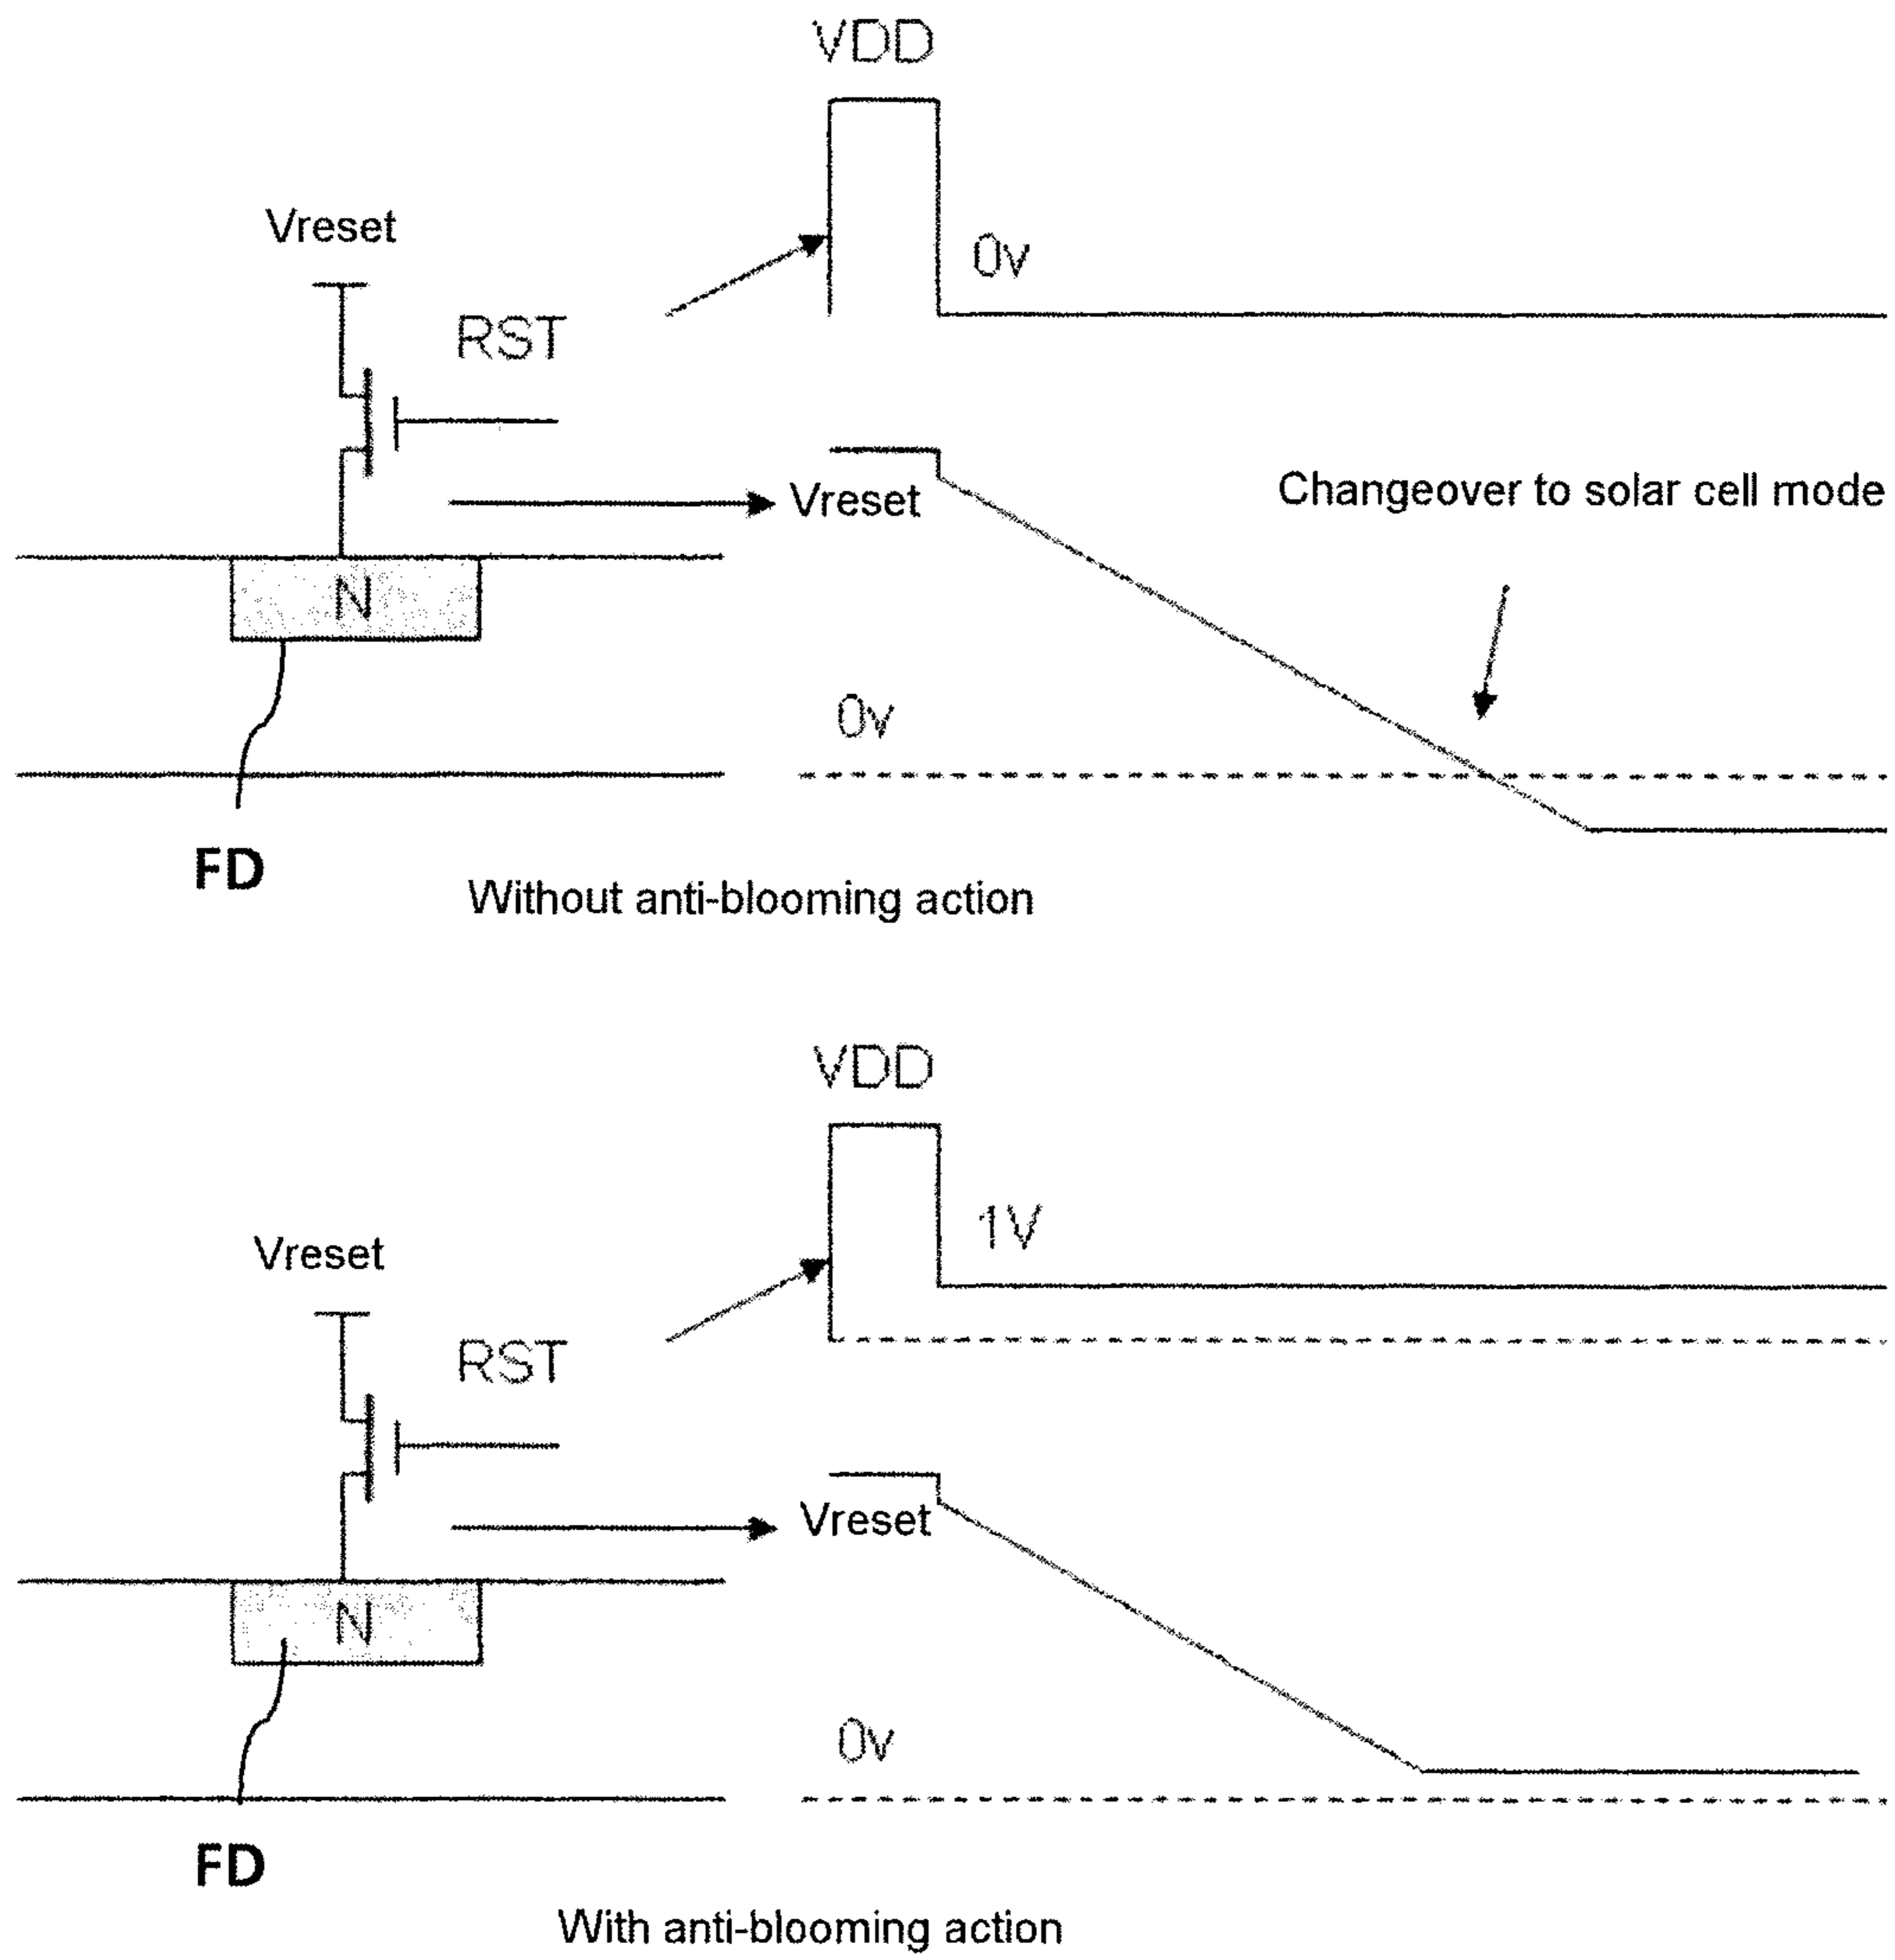 VDD
Vreset
0v
RST
Vreset
Changeover to solar cell mode
N
0v
FD
Without anti-blooming action
VDD
1V
Vreset
RST
Vreset
N
0v
FD
With anti-blooming action